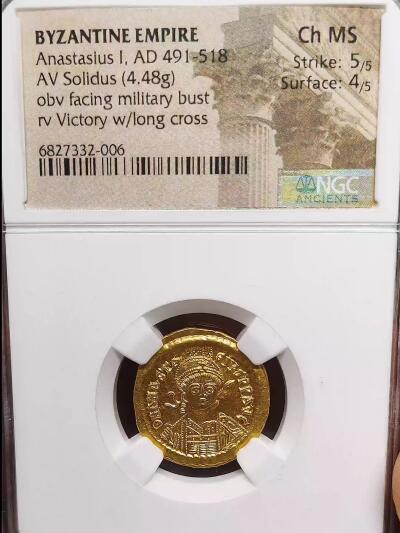 BYZANTINE EMPIRE
Anastasius I, AD 491-518
AV Solidus (4.48g)
obv facing military bust
rv Victory w/long cross
6827332-006
Ch MS
Strike: 5/5
Surface: 4/5
NGC
ANCIENTS